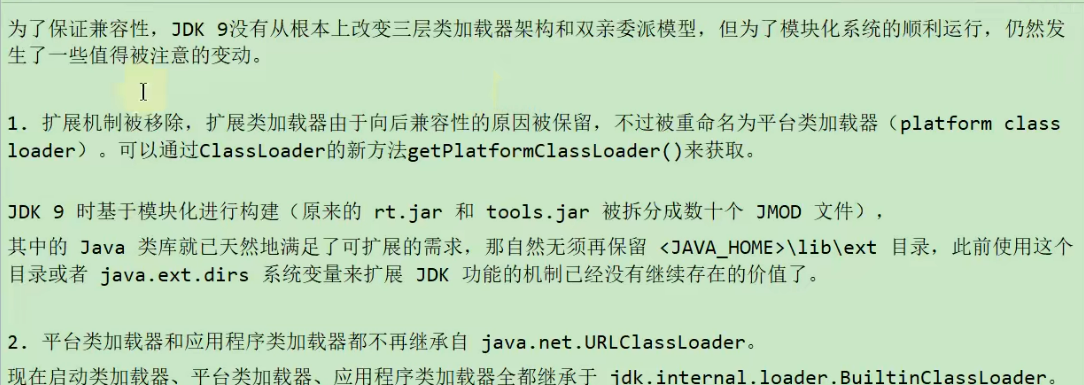 为了保证兼容性，JDK 9没有从根本上改变三层类加载器架构和双亲委派模型，但为了模块化系统的顺利运行，仍然发
生了一些值得被注意的变动。
1. 扩展机制被移除，扩展类加载器由于向后兼容性的原因被保留，不过被重命名为平台类加载器（platform class
loader）。可以通过ClassLoader的新方法getPlatformClassLoader()来获取。
JDK 9 时基于模块化进行构建（原来的 rt.jar 和 tools.jar 被拆分成数十个 JMOD 文件），
其中的 Java 类库就已天然地满足了可扩展的需求，那自然无须再保留 <JAVA_HOME>\lib\ext 目录，此前使用这个
目录或者 java.ext.dirs 系统变量来扩展 JDK 功能的机制已经没有继续存在的价值了。
2. 平台类加载器和应用程序类加载器都不再继承自 java.net.URLClassLoader。
现在启动类加载器、平台类加载器、应用程序类加载器全都继承于 jdk.internal.loader.BuiltinClassLoader。